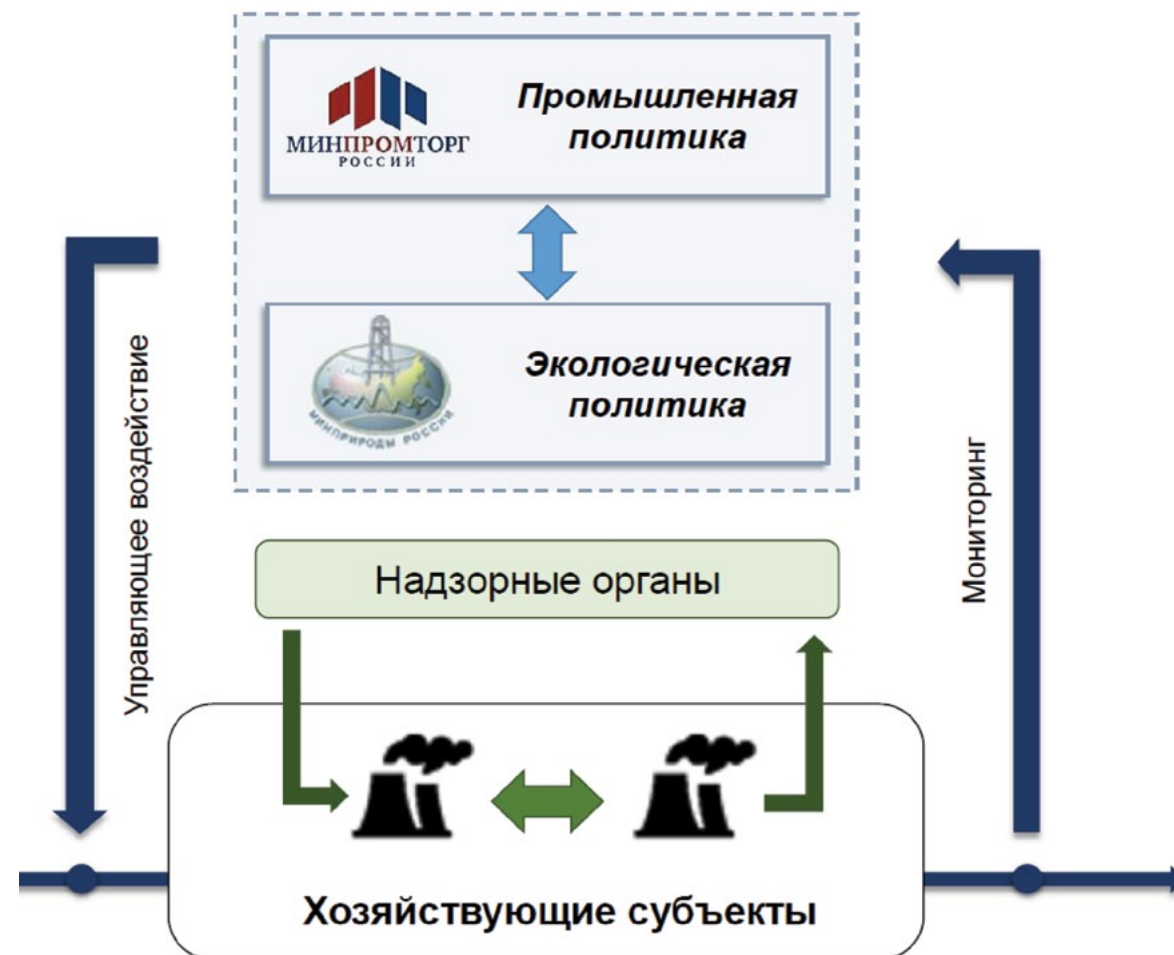 МИНПРОМТОРГ
РОССИИ
Промышленная
политика
МИНПРИРОДЫ РОССИИ
Экологическая
политика
Управляющее воздействие
Мониторинг
Надзорные органы
Хозяйствующие субъекты